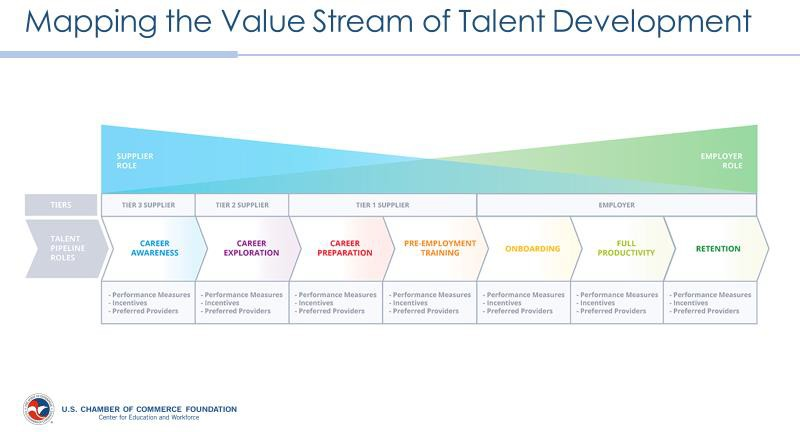 Mapping the Value Stream of Talent Development
SUPPLIER
ROLE
EMPLOYER
ROLE
TIERS
TIER 3 SUPPLIER
TIER 2 SUPPLIER
TIER 1 SUPPLIER
EMPLOYER
TALENT
PIPELINE
ROLES
CAREER
AWARENESS
CAREER
EXPLORATION
CAREER
PREPARATION
PRE-EMPLOYMENT
TRAINING
ONBOARDING
FULL
PRODUCTIVITY
RETENTION
- Performance Measures
- Incentives
- Preferred Providers
- Performance Measures
- Incentives
- Preferred Providers
- Performance Measures
- Incentives
- Preferred Providers
- Performance Measures
- Incentives
- Preferred Providers
- Performance Measures
- Incentives
- Preferred Providers
- Performance Measures
- Incentives
- Preferred Providers
- Performance Measures
- Incentives
- Preferred Providers
U.S. CHAMBER OF COMMERCE FOUNDATION
Center for Education and Workforce